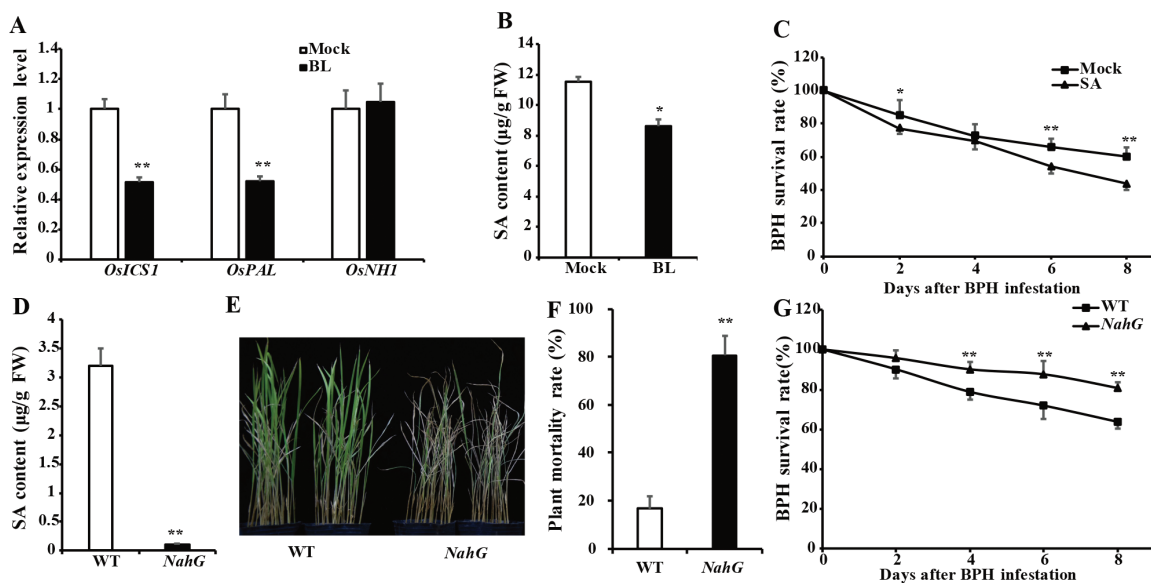 A
Relative expression level
1.4
1.2
1
0.8
0.6
0.4
0.2
0
Mock
BL
**
**
OsICS1
OsPAL
OsNH1
B
SA content (μg/g FW)
14
12
10
8
6
4
2
0
*
Mock
BL
C
BPH survival rate (%)
120
100
80
60
40
20
0
Mock
SA
*
**
**
0
2
4
6
8
Days after BPH infestation
D
SA content (μg/g FW)
4
3.5
3
2.5
2
1.5
1
0.5
0
**
WT
NahG
E
WT
NahG
F
Plant mortality rate (%)
100
80
60
40
20
0
**
WT
NahG
G
BPH survival rate(%)
120
100
80
60
40
20
0
WT
NahG
**
**
**
0
2
4
6
8
Days after BPH infestation